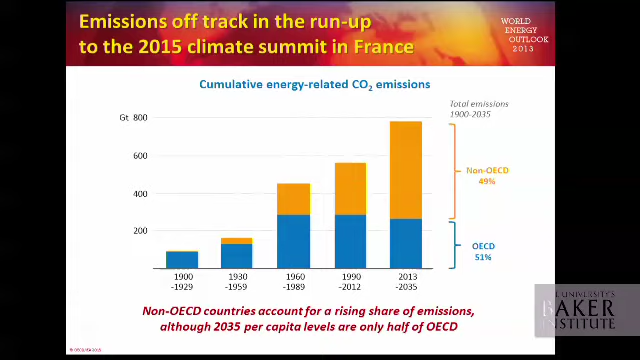 Emissions off track in the run-up
to the 2015 climate summit in France
WORLD
ENERGY
OUTLOOK
2013
Cumulative energy-related CO2 emissions
Total emissions
1900-2035
Gt 800
600
400
200
Non-OECD
49%
OECD
51%
1900
-1929
1930
-1959
1960
-1989
1990
-2012
2013
-2035
Non-OECD countries account for a rising share of emissions,
although 2035 per capita levels are only half of OECD
UNIVERSITY'S
BAKER
INSTITUTE